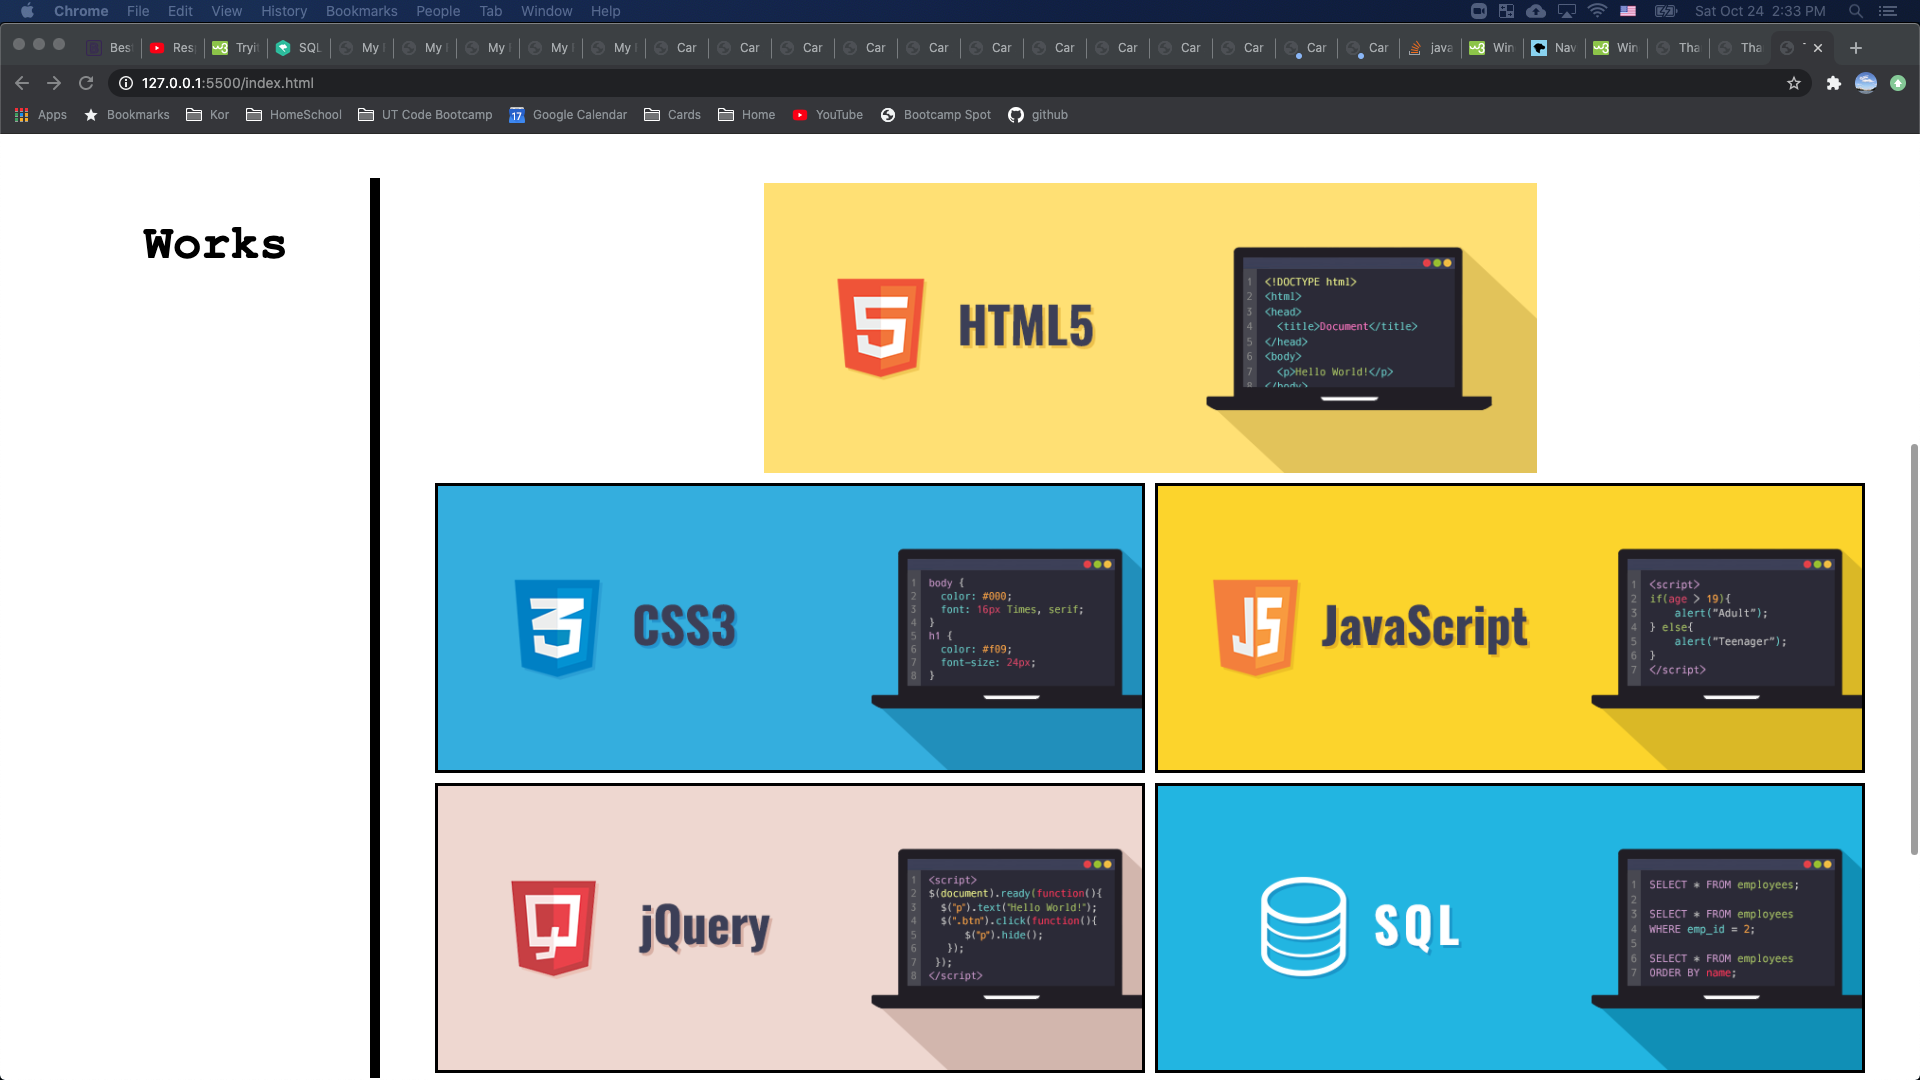 Chrome File Edit View History Bookmarks People Tab Window Help Sat Oct 24 2:33 PM
Bes Res Tryit SQL My My My My My Car Car Car Car Car Car Car Car Car Car Car Car java Win Nav Win Tha Tha
127.0.0.1:5500/index.html
Apps Bookmarks Kor HomeSchool UT Code Bootcamp 17 Google Calendar Cards Home YouTube Bootcamp Spot github
Works
HTML5
1 <!DOCTYPE html>
2 <html>
3 <head>
4 <title>Document</title>
5 </head>
6 <body>
7 <p>Hello World!</p>
8 </body>
CSS3
1 body {
2 color: #000;
3 font: 16px Times, serif;
4 }
5 h1 {
6 color: #f09;
7 font-size: 24px;
8 }
JS JavaScript
1 <script>
2 if(age > 19){
3 alert(“Adult”);
4 } else{
5 alert(“Teenager”);
6 }
7 </script>
jQuery
1 <script>
2 $(document).ready(function(){
3 $("p").text("Hello World!");
4 $(".btn").click(function(){
5 $("p").hide();
6 });
7 });
8 </script>
SQL
1 SELECT * FROM employees;
2
3 SELECT * FROM employees
4 WHERE emp_id = 2;
5
6 SELECT * FROM employees
7 ORDER BY name;